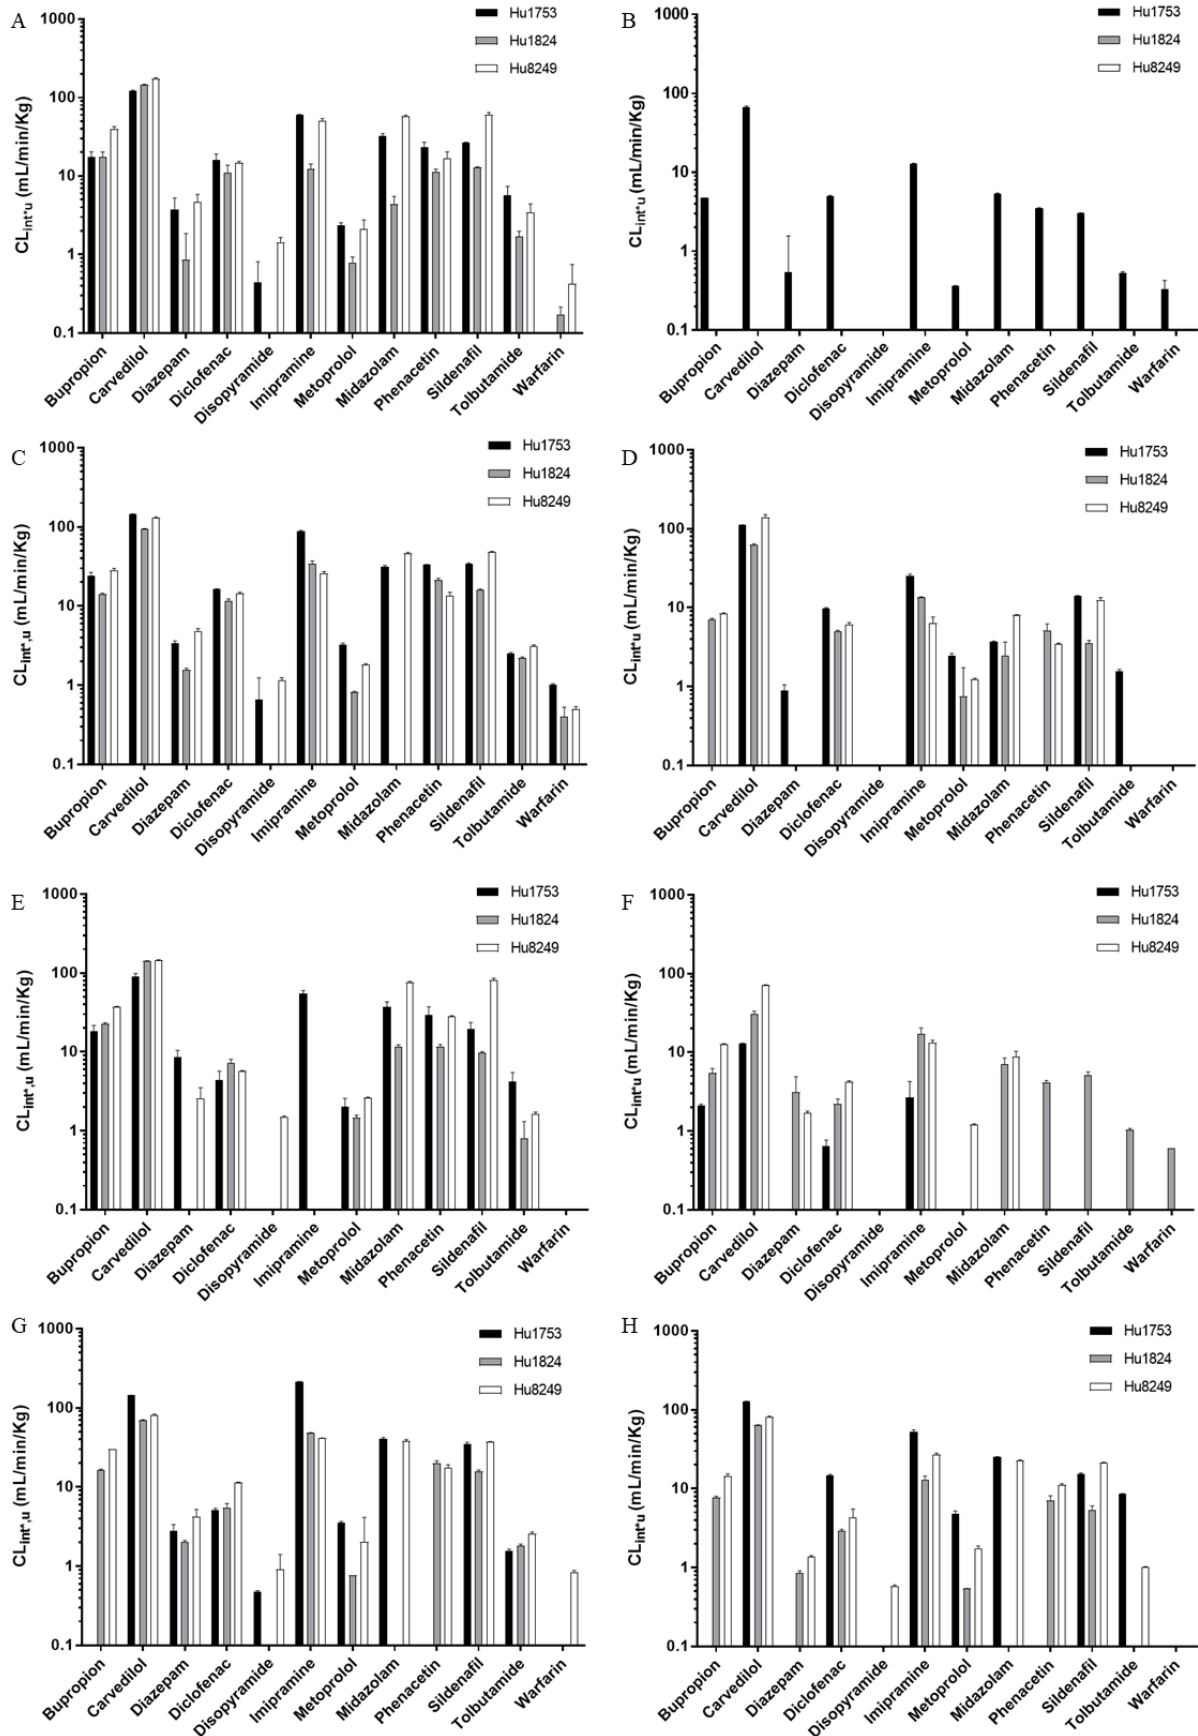 A
1000
100
10
1
0.1
CLint*u (mL/min/Kg)
Hu1753
Hu1824
Hu8249
Bupropion
Carvedilol
Diazepam
Diclofenac
Disopyramide
Imipramine
Metoprolol
Midazolam
Phenacetin
Sildenafil
Tolbutamide
Warfarin
B
1000
100
10
1
0.1
CLint*u (mL/min/Kg)
Hu1753
Hu1824
Hu8249
Bupropion
Carvedilol
Diazepam
Diclofenac
Disopyramide
Imipramine
Metoprolol
Midazolam
Phenacetin
Sildenafil
Tolbutamide
Warfarin
C
1000
100
10
1
0.1
CLint*,u (mL/min/Kg)
Hu1753
Hu1824
Hu8249
Bupropion
Carvedilol
Diazepam
Diclofenac
Disopyramide
Imipramine
Metoprolol
Midazolam
Phenacetin
Sildenafil
Tolbutamide
Warfarin
D
1000
100
10
1
0.1
CLint*u (mL/min/Kg)
Hu1753
Hu1824
Hu8249
Bupropion
Carvedilol
Diazepam
Diclofenac
Disopyramide
Imipramine
Metoprolol
Midazolam
Phenacetin
Sildenafil
Tolbutamide
Warfarin
E
1000
100
10
1
0.1
CLint*,u (mL/min/Kg)
Hu1753
Hu1824
Hu8249
Bupropion
Carvedilol
Diazepam
Diclofenac
Disopyramide
Imipramine
Metoprolol
Midazolam
Phenacetin
Sildenafil
Tolbutamide
Warfarin
F
1000
100
10
1
0.1
CLint*u (mL/min/Kg)
Hu1753
Hu1824
Hu8249
Bupropion
Carvedilol
Diazepam
Diclofenac
Disopyramide
Imipramine
Metoprolol
Midazolam
Phenacetin
Sildenafil
Tolbutamide
Warfarin
G
1000
100
10
1
0.1
CLint*,u (mL/min/Kg)
Hu1753
Hu1824
Hu8249
Bupropion
Carvedilol
Diazepam
Diclofenac
Disopyramide
Imipramine
Metoprolol
Midazolam
Phenacetin
Sildenafil
Tolbutamide
Warfarin
H
1000
100
10
1
0.1
CLint*u (mL/min/Kg)
Hu1753
Hu1824
Hu8249
Bupropion
Carvedilol
Diazepam
Diclofenac
Disopyramide
Imipramine
Metoprolol
Midazolam
Phenacetin
Sildenafil
Tolbutamide
Warfarin